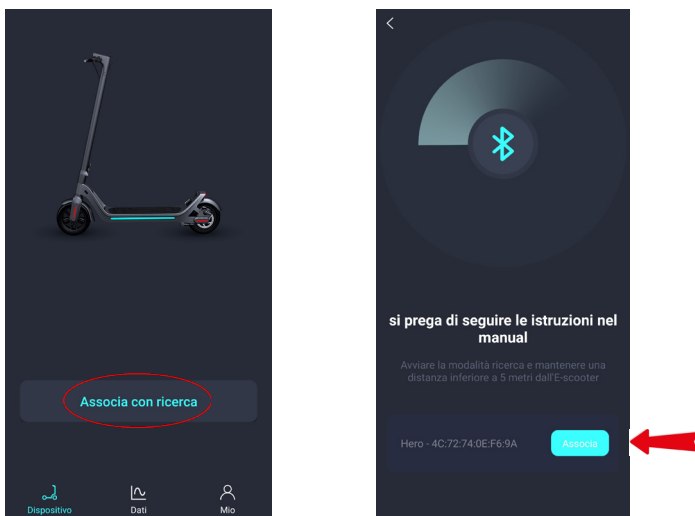 Associa con ricerca
Dispositivo
Dati
Mio
si prega di seguire le istruzioni nel
manual
Avviare la modalità ricerca e mantenere una
distanza inferiore a 5 metri dall'E-scooter
Hero - 4C:72:74:0E:F6:9A
Associa